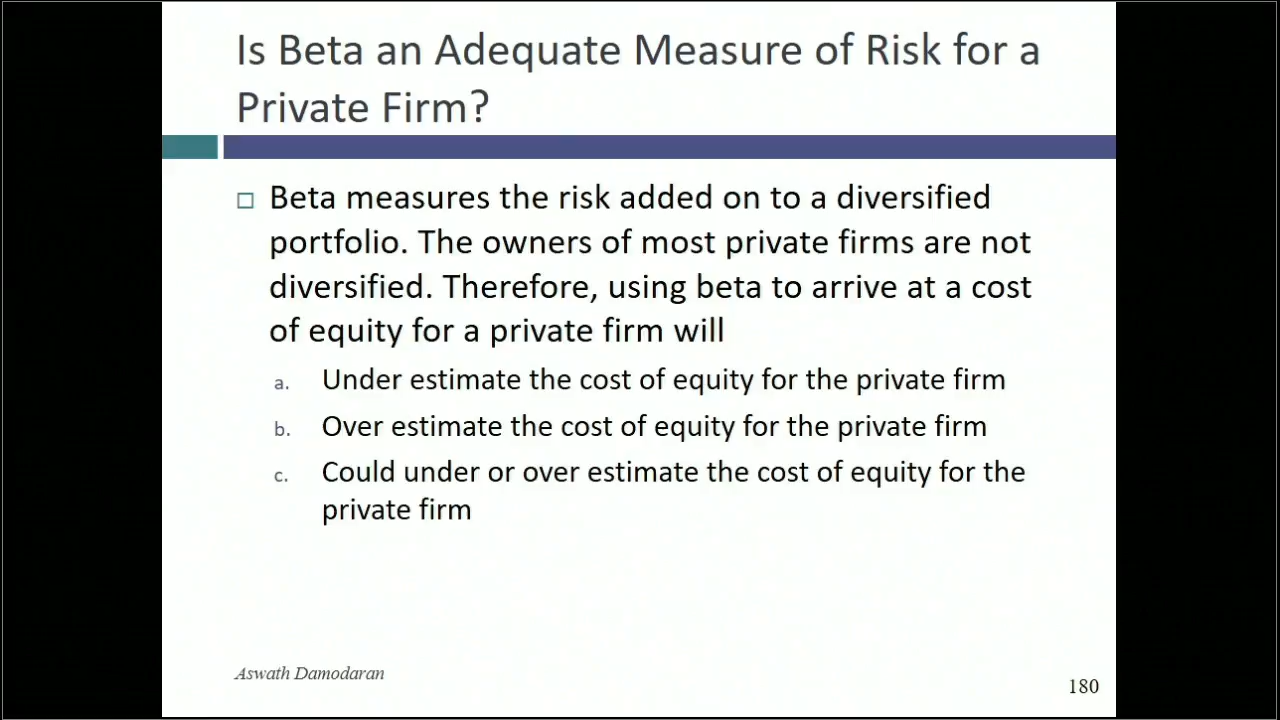 Is Beta an Adequate Measure of Risk for a
Private Firm?
Beta measures the risk added on to a diversified
portfolio. The owners of most private firms are not
diversified. Therefore, using beta to arrive at a cost
of equity for a private firm will
a. Under estimate the cost of equity for the private firm
b. Over estimate the cost of equity for the private firm
c. Could under or over estimate the cost of equity for the
private firm
Aswath Damodaran
180